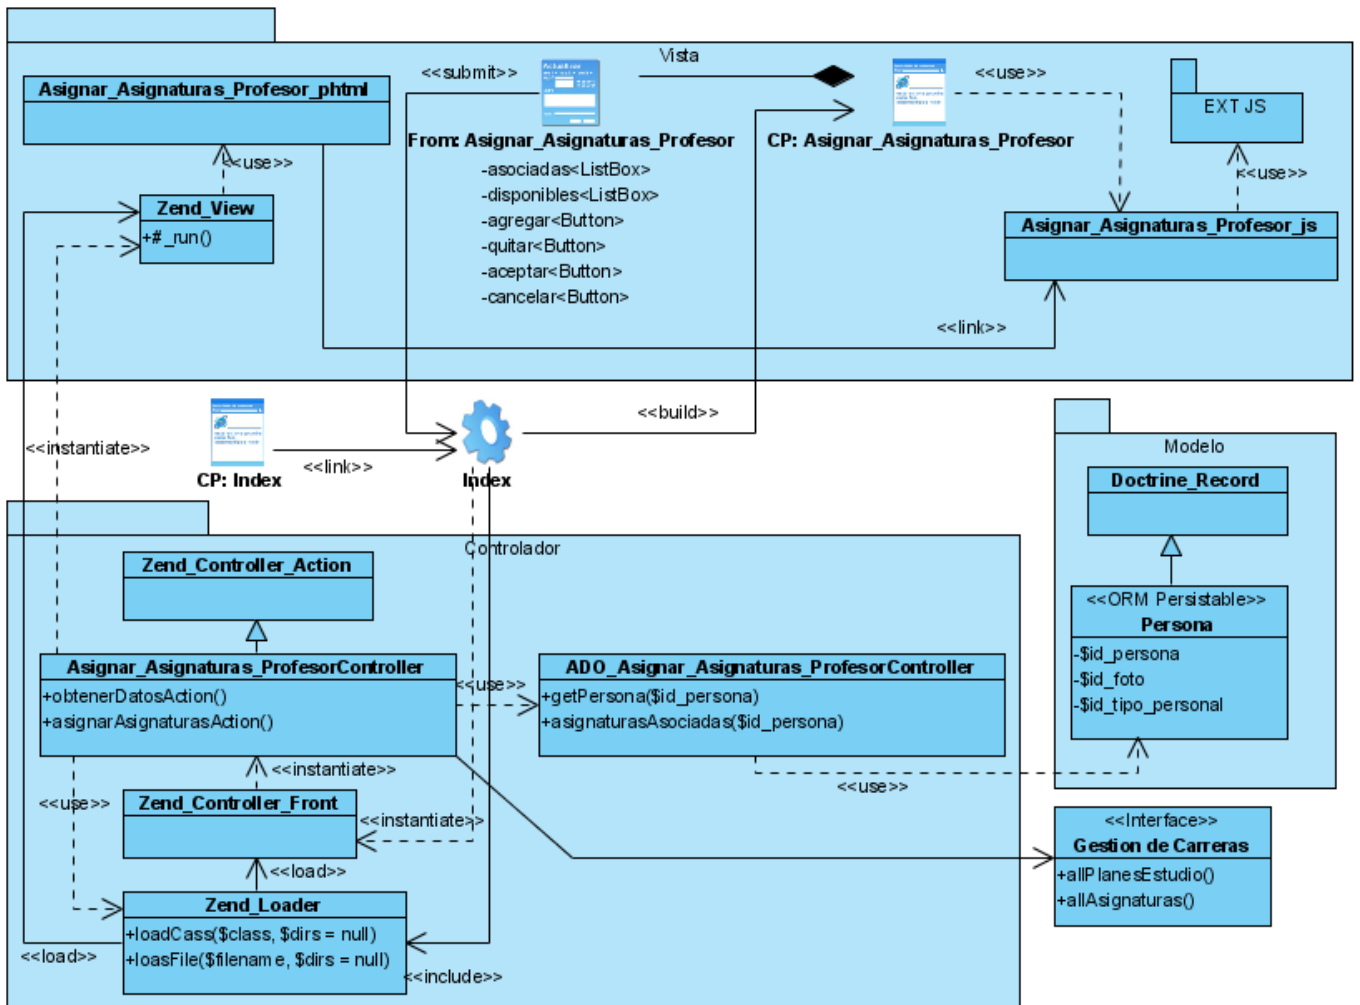 Vista
<<submit>>
<<use>>
Asignar_Asignaturas_Profesor_phtml
EXT JS
From: Asignar_Asignaturas_Profesor
CP: Asignar_Asignaturas_Profesor
<<use>>
-asociadas<ListBox>
<<use>>
-disponibles<ListBox>
Zend_View
-agregar<Button>
Asignar_Asignaturas_Profesor_js
+#_run()
-quitar<Button>
-aceptar<Button>
-cancelar<Button>
<<link>>
<<build>>
<<instantiate>>
Modelo
<<link>>
CP: Index
Index
Doctrine_Record
Controlador
Zend_Controller_Action
<<ORM Persistable>>
Persona
-$id_persona
-$id_foto
-$id_tipo_personal
Asignar_Asignaturas_ProfesorController
+obtenerDatosAction()
+asignarAsignaturasAction()
<<use>>
ADO_Asignar_Asignaturas_ProfesorController
+getPersona($id_persona)
+asignaturasAsociadas($id_persona)
<<instantiate>>
<<use>>
<<use>>
Zend_Controller_Front
<<instantiate>>
<<Interface>>
Gestion de Carreras
+allPlanesEstudio()
+allAsignaturas()
<<load>>
Zend_Loader
+loadCass($class, $dirs = null)
+loasFile($filename, $dirs = null)
<<load>>
<<include>>